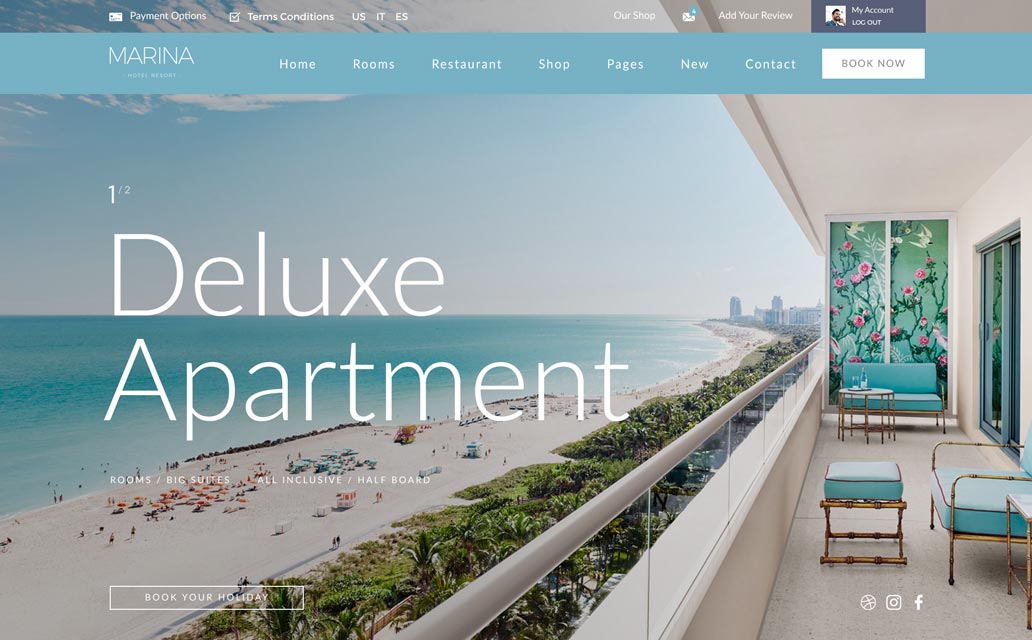 Payment Options
Terms Conditions
US IT ES
Our Shop
4
Add Your Review
My Account
LOG OUT
MARINA
- HOTEL RESORT -
Home
Rooms
Restaurant
Shop
Pages
New
Contact
BOOK NOW
1 / 2
Deluxe
Apartment
ROOMS / BIG SUITES / ALL INCLUSIVE / HALF BOARD
BOOK YOUR HOLIDAY